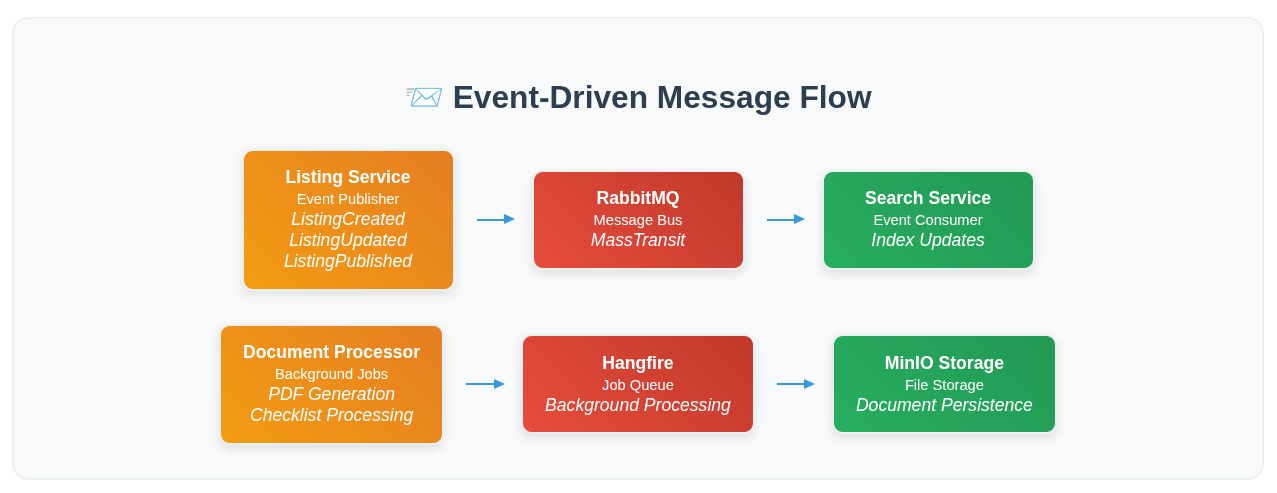 📨 Event-Driven Message Flow
Listing Service
Event Publisher
ListingCreated
ListingUpdated
ListingPublished
RabbitMQ
Message Bus
MassTransit
Search Service
Event Consumer
Index Updates
Document Processor
Background Jobs
PDF Generation
Checklist Processing
Hangfire
Job Queue
Background Processing
MinIO Storage
File Storage
Document Persistence